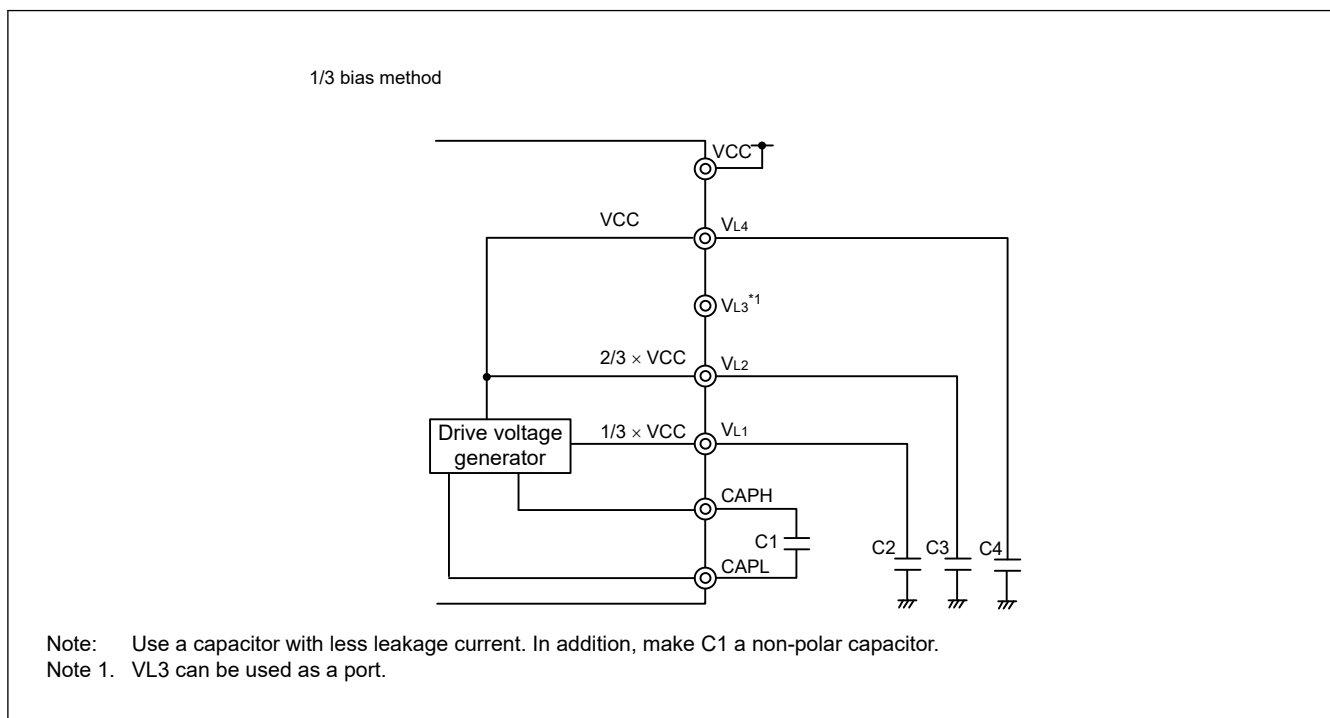 1/3 bias method
VCC
VCC
VL4
VL3*1
2/3 × VCC
VL2
Drive voltage
generator
1/3 × VCC
VL1
CAPH
C1
CAPL
C2
C3
C4
Note: Use a capacitor with less leakage current. In addition, make C1 a non-polar capacitor.
Note 1. VL3 can be used as a port.